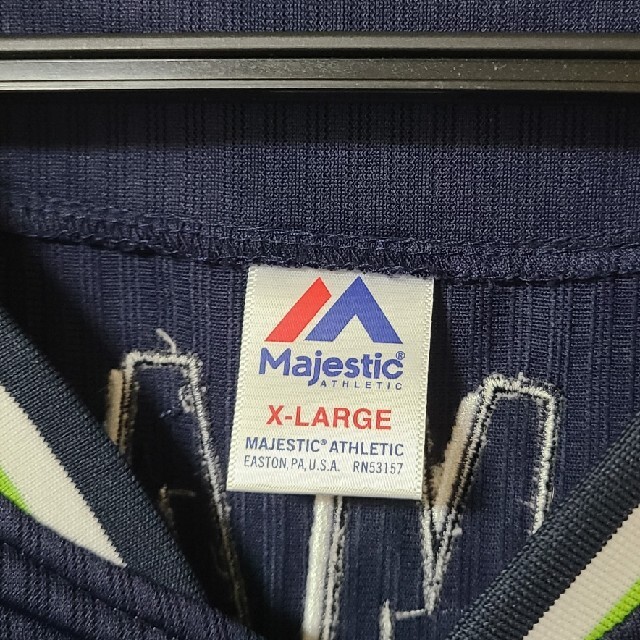 Majestic®
ATHLETIC
X-LARGE
MAJESTIC® ATHLETIC
EASTON, PA, U.S.A. RN53157